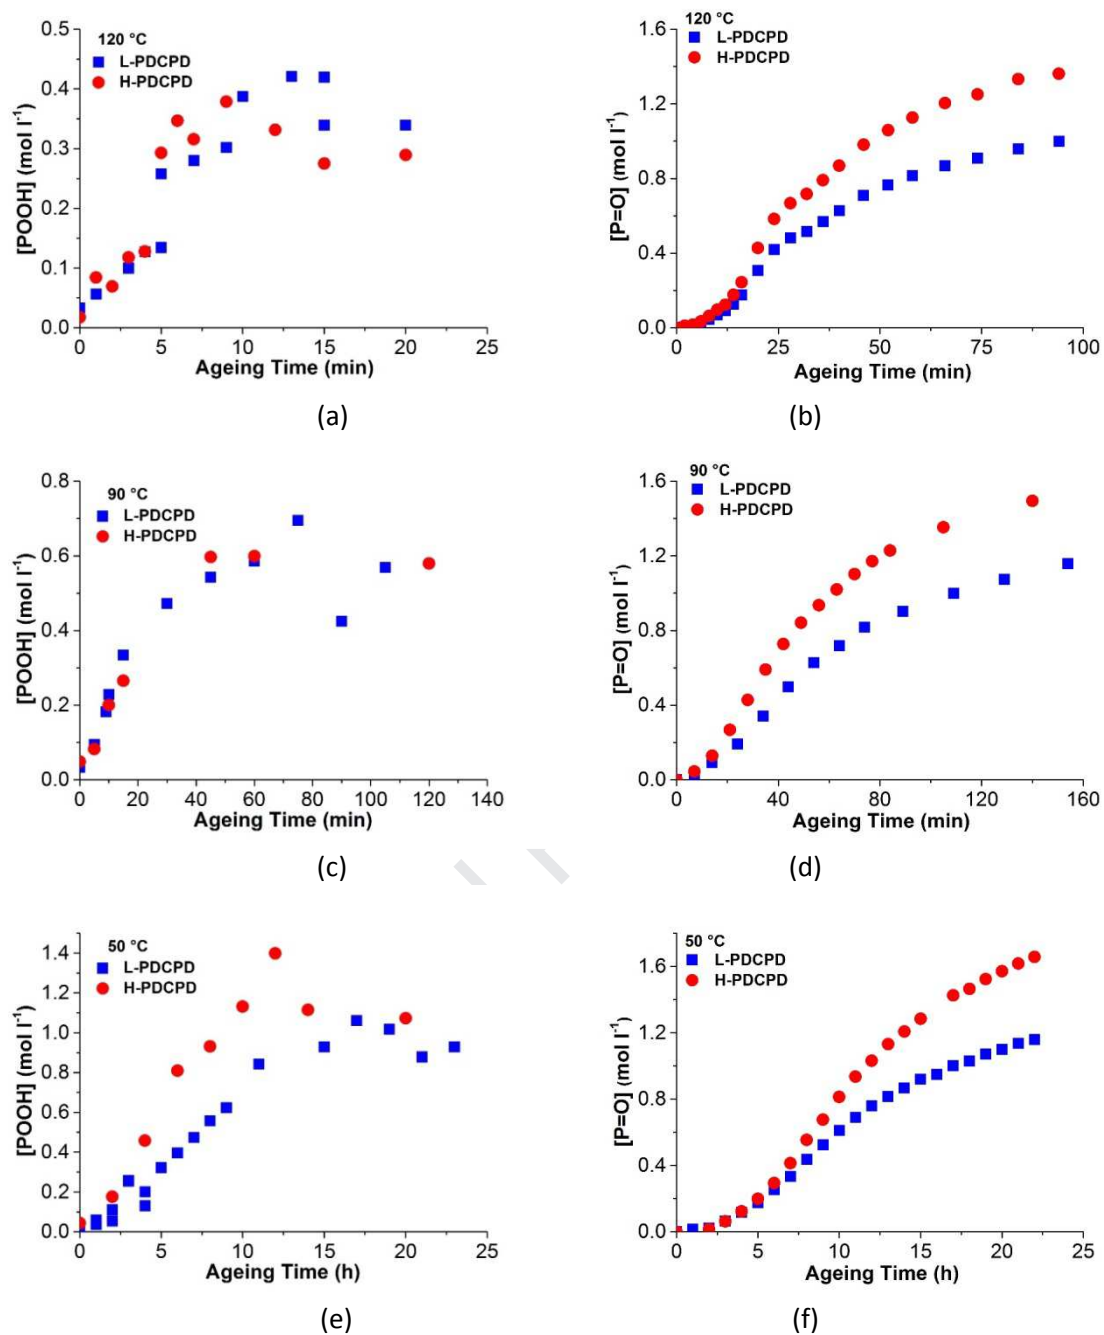 120 °C
L-PDCPD
H-PDCPD
[POOH] (mol l⁻¹)
0.5
0.4
0.3
0.2
0.1
0.0
0 5 10 15 20 25
Ageing Time (min)
(a)
120 °C
L-PDCPD
H-PDCPD
[P=O] (mol l⁻¹)
1.6
1.2
0.8
0.4
0.0
0 25 50 75 100
Ageing Time (min)
(b)
90 °C
L-PDCPD
H-PDCPD
[POOH] (mol l⁻¹)
0.8
0.6
0.4
0.2
0.0
0 20 40 60 80 100 120 140
Ageing Time (min)
(c)
90 °C
L-PDCPD
H-PDCPD
[P=O] (mol l⁻¹)
1.6
1.2
0.8
0.4
0.0
0 40 80 120 160
Ageing Time (min)
(d)
50 °C
L-PDCPD
H-PDCPD
[POOH] (mol l⁻¹)
1.4
1.2
1.0
0.8
0.6
0.4
0.2
0.0
0 5 10 15 20 25
Ageing Time (h)
(e)
50 °C
L-PDCPD
H-PDCPD
[P=O] (mol l⁻¹)
1.6
1.2
0.8
0.4
0.0
0 5 10 15 20 25
Ageing Time (h)
(f)